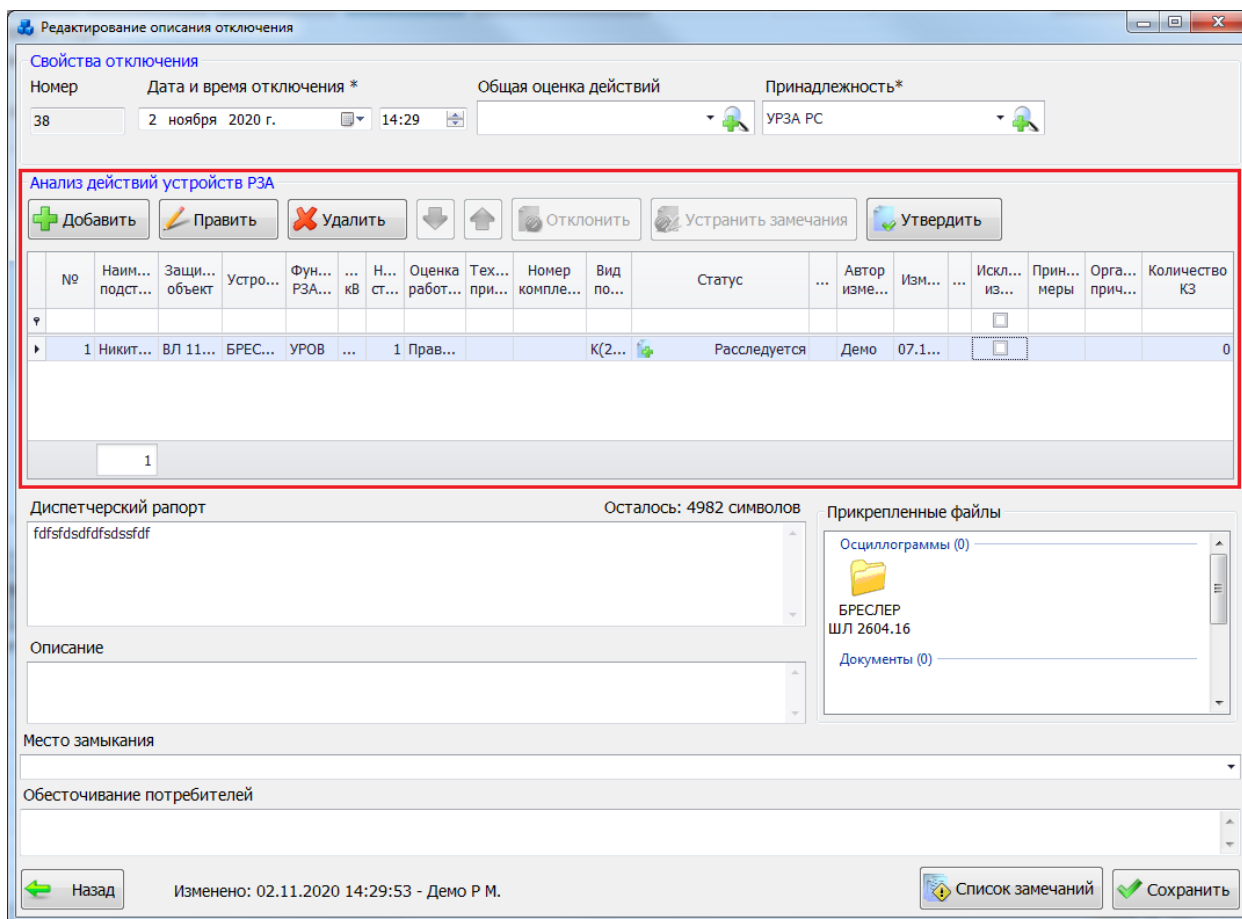 Редактирование описания отключения
Свойства отключения
Номер Дата и время отключения * Общая оценка действий Принадлежность*
38 2 ноября 2020 г. 14:29 УРЗА РС
Анализ действий устройств РЗА
Добавить Править Удалить Отклонить Устранить замечания Утвердить
№ Наим... Защи... Устро... Фун... ... Н... Оценка Тех... Номер Вид Статус ... Автор Изм... ... Искл... Прин... Орга... Количество
подст... объект РЗА... кВ ст... работ... при... компле... по... изме... из... меры прич... КЗ
1 Никит... ВЛ 11... БРЕС... УРОВ ... 1 Прав... К(2... Расследуется Демо 07.1... 0
1
Диспетчерский рапорт Осталось: 4982 символов Прикрепленные файлы
fdfsfdsdfdfsdssfdf
Осциллограммы (0)
БРЕСЛЕР
ШЛ 2604.16
Описание
Документы (0)
Место замыкания
Обесточивание потребителей
Назад Изменено: 02.11.2020 14:29:53 - Демо Р М. Список замечаний Сохранить